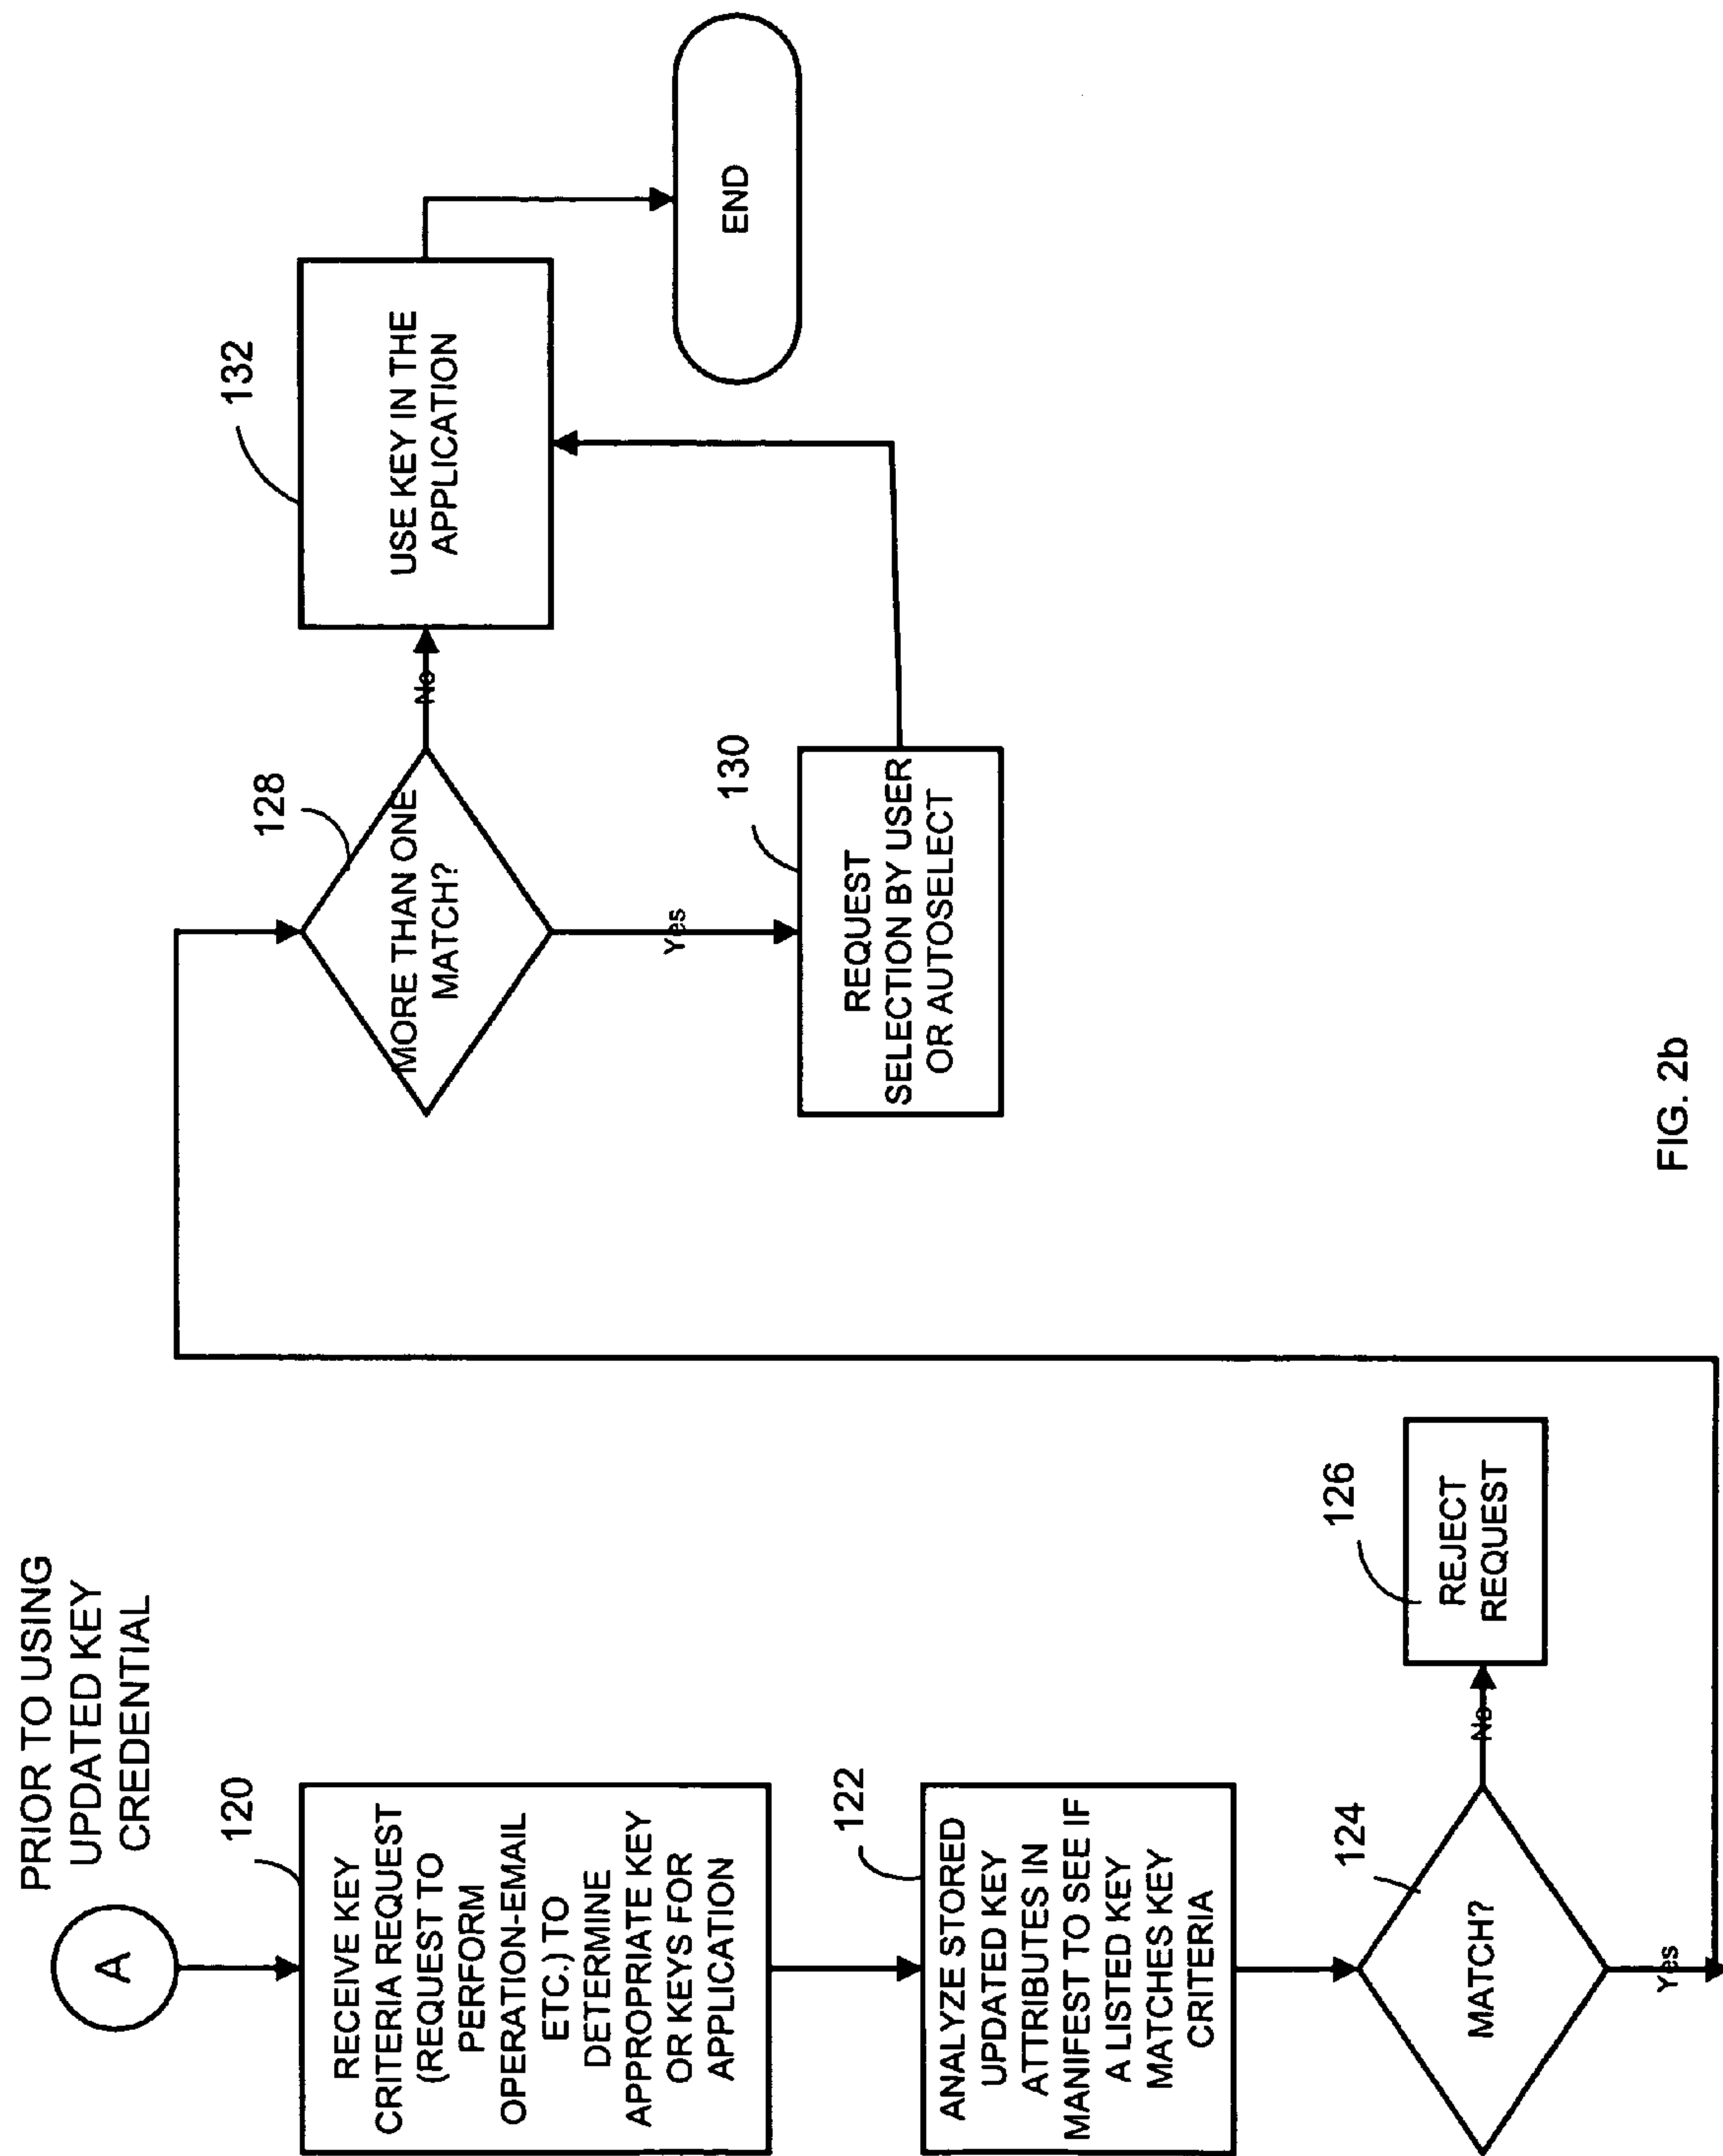 PRIOR TO USING
UPDATED KEY
CREDENTIAL
A
120
RECEIVE KEY
CRITERIA REQUEST
(REQUEST TO
PERFORM
OPERATION-EMAIL
ETC.) TO
DETERMINE
APPROPRIATE KEY
OR KEYS FOR
APPLICATION
122
ANALYZE STORED
UPDATED KEY
ATTRIBUTES IN
MANIFEST TO SEE IF
A LISTED KEY
MATCHES KEY
CRITERIA
124
MATCH?
No
126
REJECT
REQUEST
Yes
128
MORE THAN ONE
MATCH?
No
Yes
130
REQUEST
SELECTION BY USER
OR AUTOSELECT
132
USE KEY IN THE
APPLICATION
END
FIG. 2b